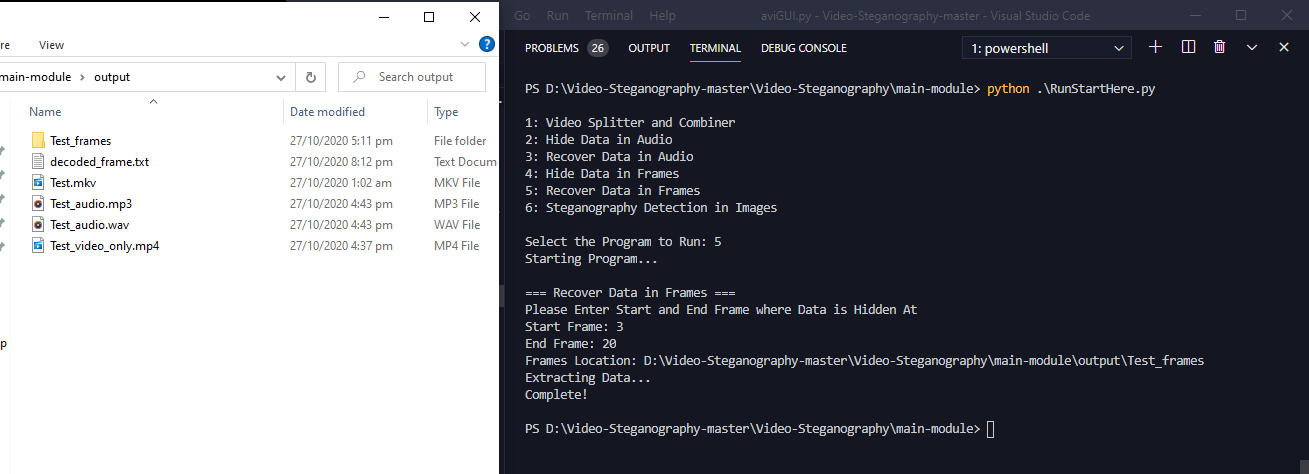 re View
main-module > output Search output
Name Date modified Type
Test_frames 27/10/2020 5:11 pm File folder
decoded_frame.txt 27/10/2020 8:12 pm Text Docum
Test.mkv 27/10/2020 1:02 am MKV File
Test_audio.mp3 27/10/2020 4:43 pm MP3 File
Test_audio.wav 27/10/2020 4:43 pm WAV File
Test_video_only.mp4 27/10/2020 4:37 pm MP4 File
p
Go Run Terminal Help aviGUI.py - Video-Steganography-master - Visual Studio Code
PROBLEMS 26 OUTPUT TERMINAL DEBUG CONSOLE 1: powershell
PS D:\Video-Steganography-master\Video-Steganography\main-module> python .\RunStartHere.py
1: Video Splitter and Combiner
2: Hide Data in Audio
3: Recover Data in Audio
4: Hide Data in Frames
5: Recover Data in Frames
6: Steganography Detection in Images
Select the Program to Run: 5
Starting Program...
=== Recover Data in Frames ===
Please Enter Start and End Frame where Data is Hidden At
Start Frame: 3
End Frame: 20
Frames Location: D:\Video-Steganography-master\Video-Steganography\main-module\output\Test_frames
Extracting Data...
Complete!
PS D:\Video-Steganography-master\Video-Steganography\main-module>